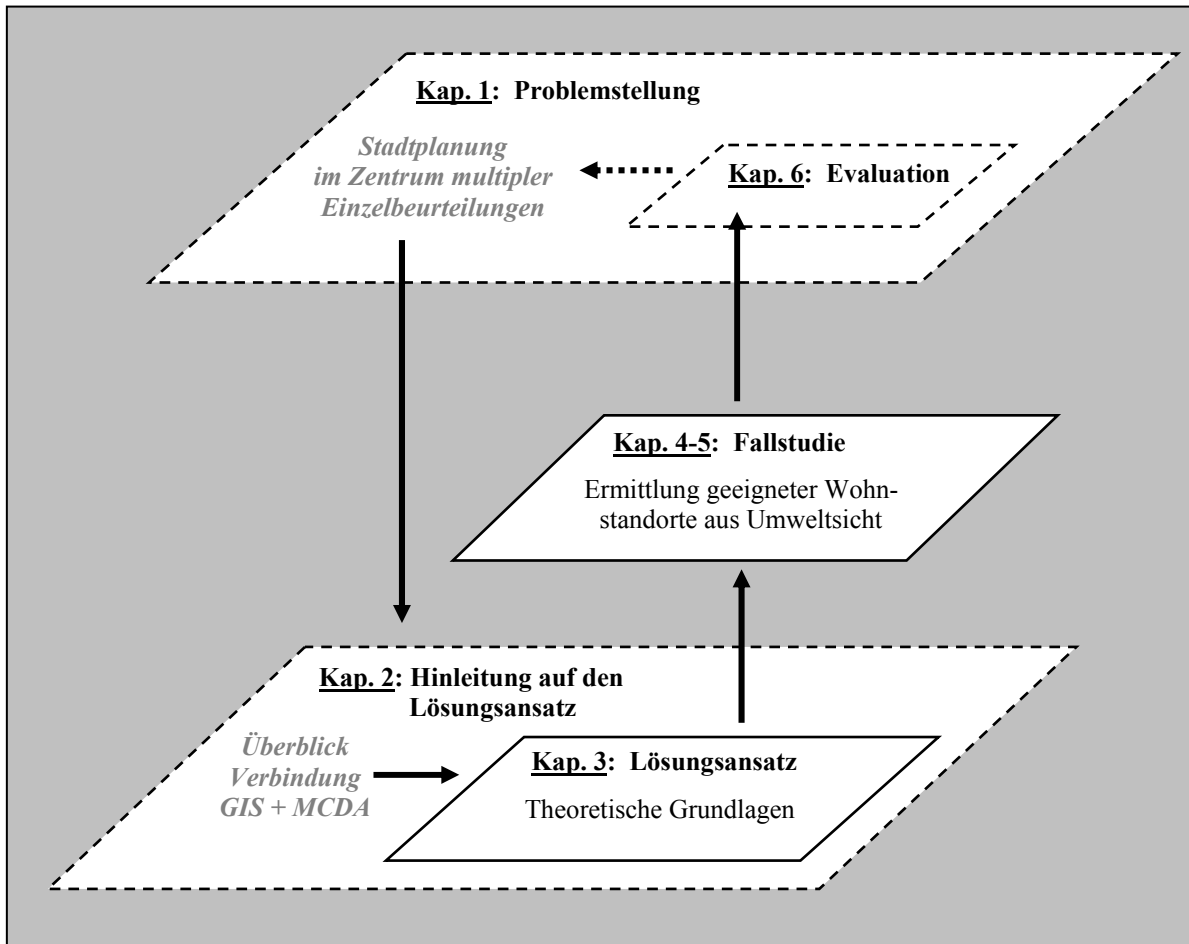 Kap. 1: Problemstellung
Stadtplanung
im Zentrum multipler
Einzelbeurteilungen
Kap. 6: Evaluation
Kap. 4-5: Fallstudie
Ermittlung geeigneter Wohn-
standorte aus Umweltsicht
Kap. 2: Hinleitung auf den
Lösungsansatz
Überblick
Verbindung
GIS + MCDA
Kap. 3: Lösungsansatz
Theoretische Grundlagen